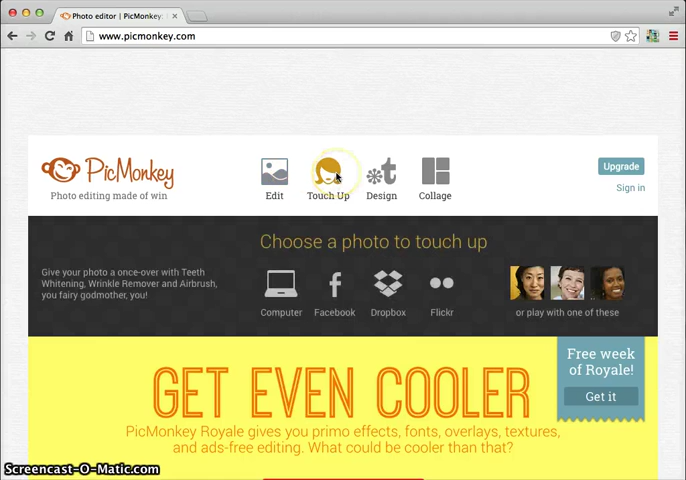 Photo editor | PicMonkey:
www.picmonkey.com
PicMonkey
Photo editing made of win
Edit
Touch Up
Design
Collage
Upgrade
Sign in
Choose a photo to touch up
Give your photo a once-over with Teeth
Whitening, Wrinkle Remover and Airbrush,
you fairy godmother, you!
Computer
Facebook
Dropbox
Flickr
or play with one of these
Free week
of Royale!
Get it
GET EVEN COOLER
PicMonkey Royale gives you primo effects, fonts, overlays, textures,
and ads-free editing. What could be cooler than that?
Screencast-O-Matic.com